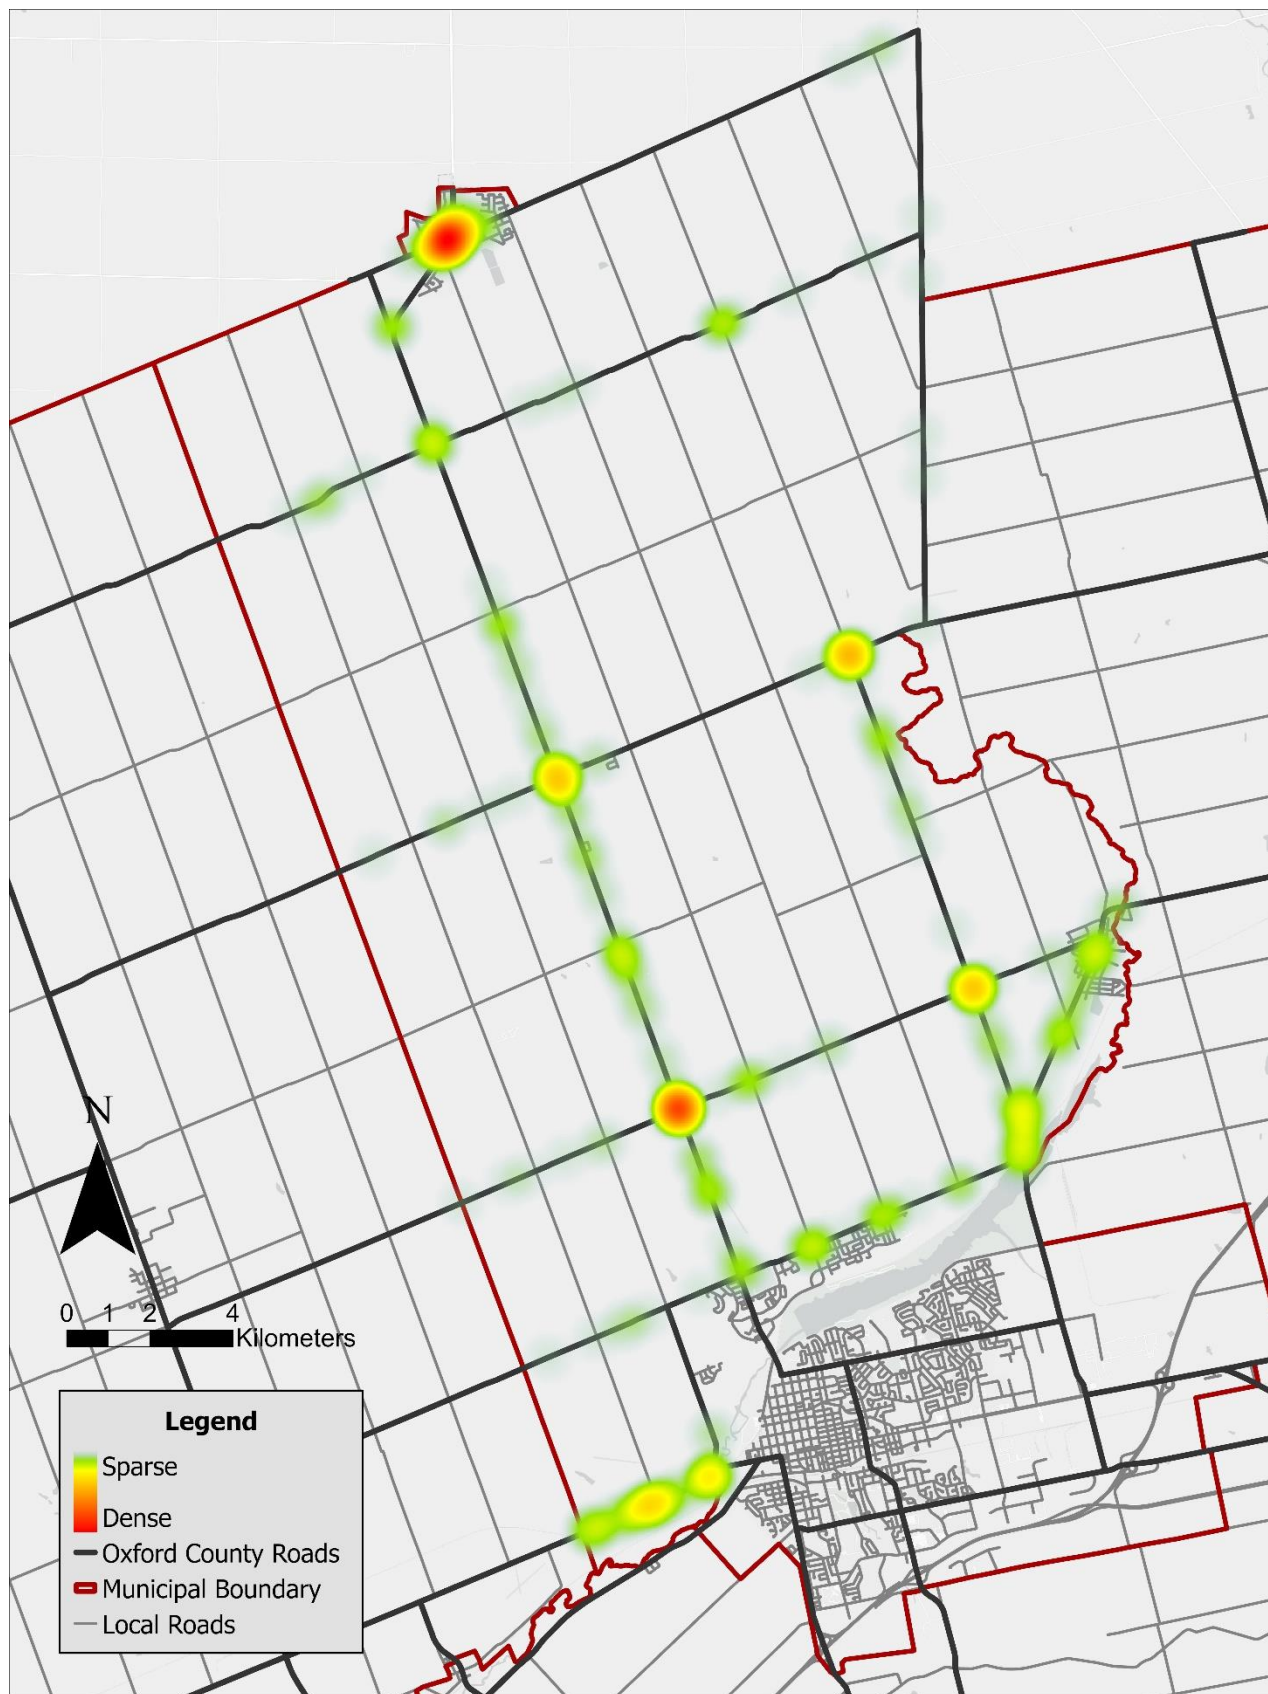 N
0 1 2 4
Kilometers
Legend
Sparse
Dense
Oxford County Roads
Municipal Boundary
Local Roads